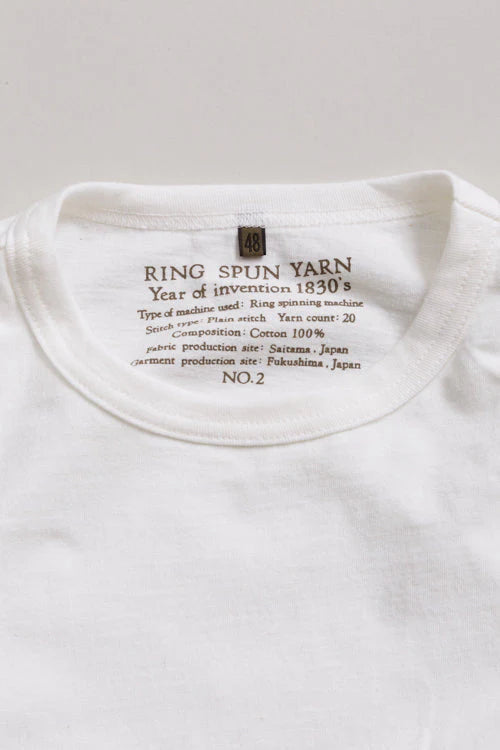 48
RING SPUN YARN
Year of invention 1830's
Type of machine used: Ring spinning machine
Stitch type: Plain stitch Yarn count: 20
Composition: Cotton 100%
Fabric production site: Saitama, Japan
Garment production site: Fukushima, Japan
NO.2